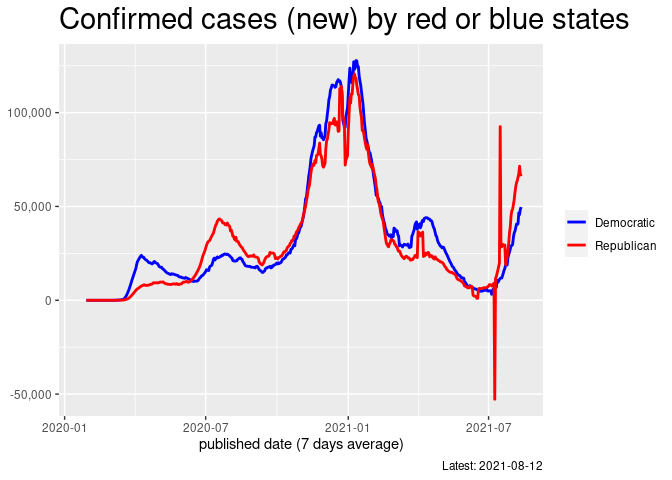 Confirmed cases (new) by red or blue states
100,000
50,000
0
-50,000
2020-01 2020-07 2021-01 2021-07
published date (7 days average)
Democratic
Republican
Latest: 2021-08-12